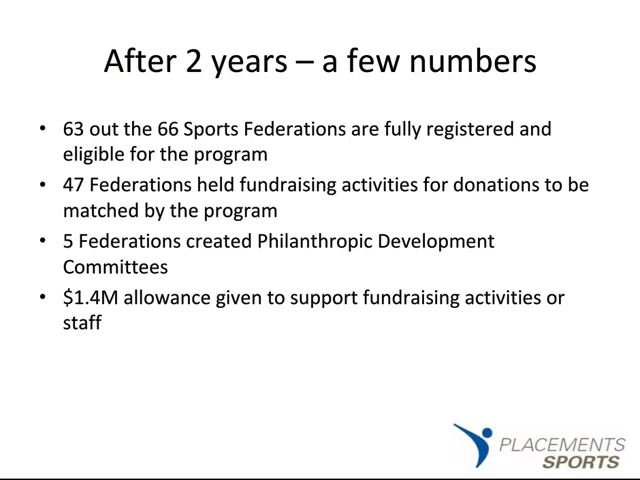 After 2 years – a few numbers
• 63 out the 66 Sports Federations are fully registered and
eligible for the program
• 47 Federations held fundraising activities for donations to be
matched by the program
• 5 Federations created Philanthropic Development
Committees
• $1.4M allowance given to support fundraising activities or
staff
PLACEMENTS
SPORTS